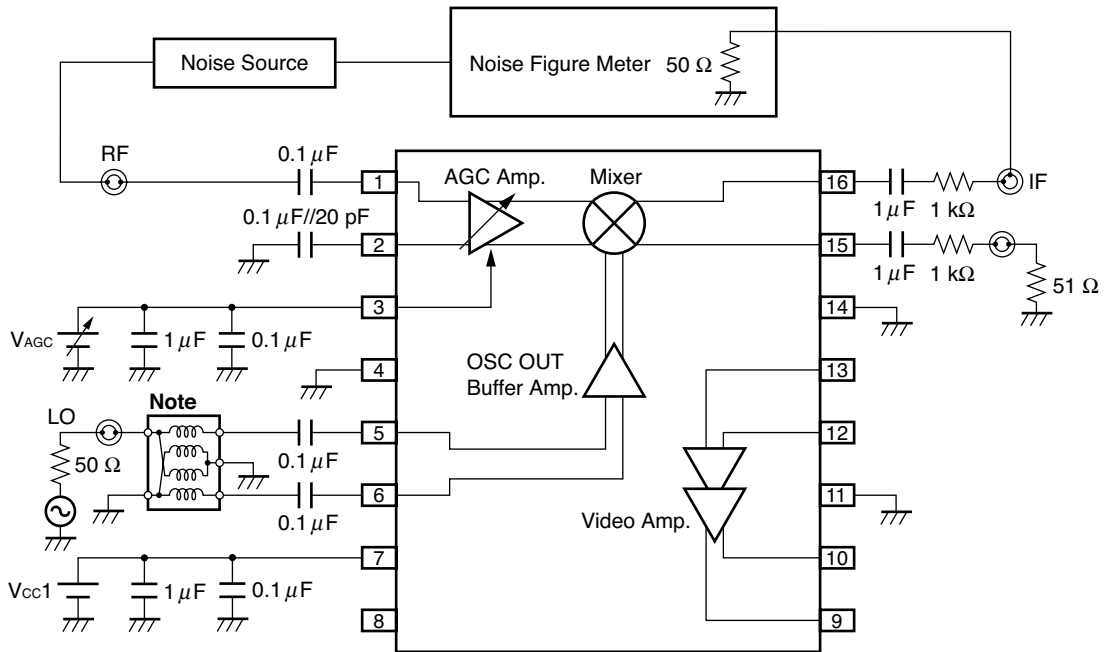 Noise Source
Noise Figure Meter
50 Ω
RF
0.1 μF
1
AGC Amp.
Mixer
16
1 μF
1 kΩ
IF
0.1 μF//20 pF
2
15
1 μF
1 kΩ
51 Ω
VAGC
1 μF
0.1 μF
3
14
4
OSC OUT
Buffer Amp.
13
LO
Note
50 Ω
0.1 μF
5
12
0.1 μF
6
Video Amp.
11
VCC1
1 μF
0.1 μF
7
10
8
9